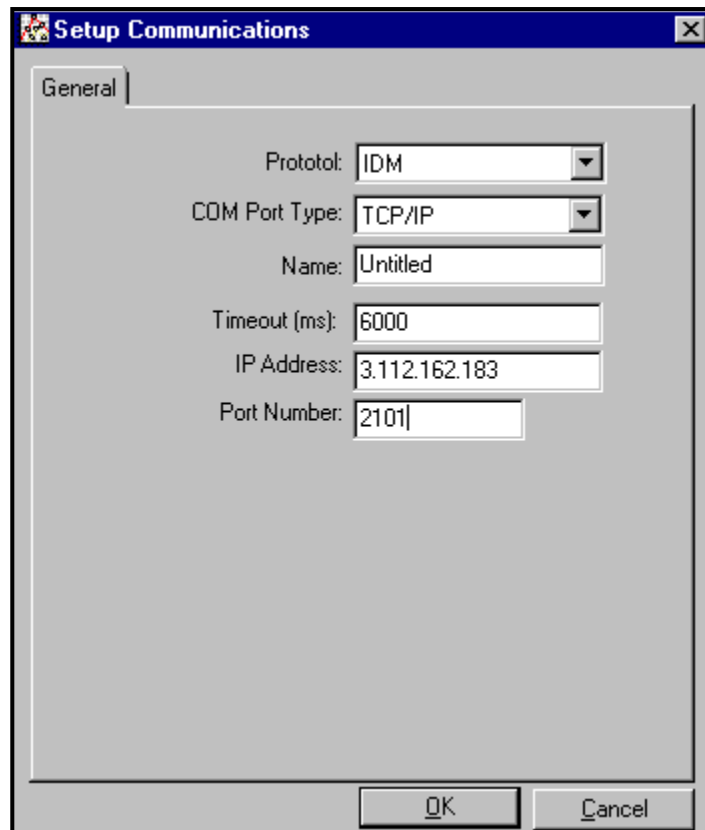 Setup Communications
General
Prototol: IDM
COM Port Type: TCP/IP
Name: Untitled
Timeout (ms): 6000
IP Address: 3.112.162.183
Port Number: 2101
OK Cancel